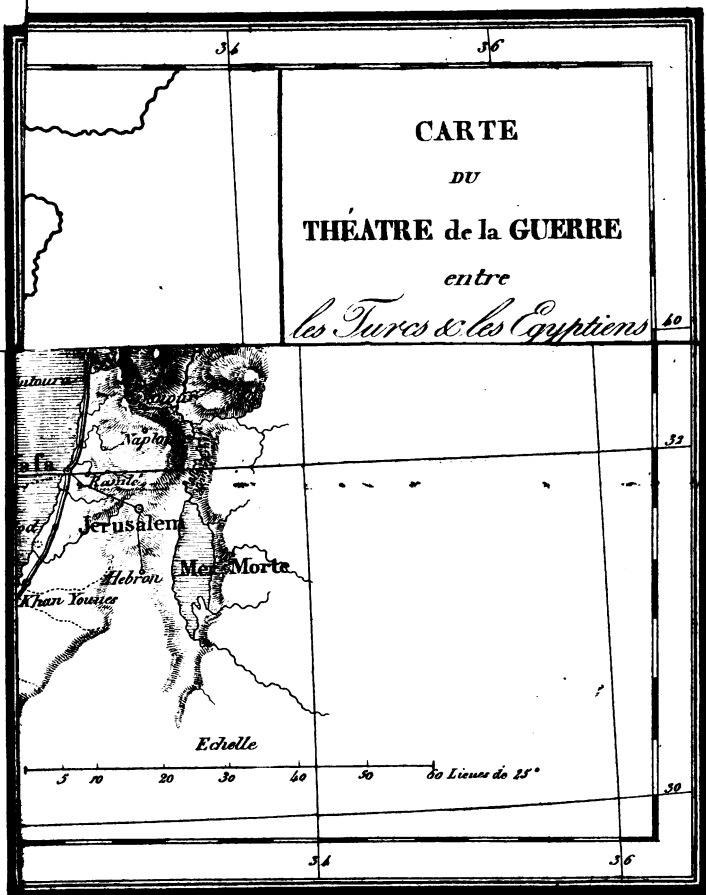 34 36
CARTE
DU
THÉATRE de la GUERRE
entre
les Turcs & les Egyptiens
40
32
Ramlé
Jérusalem
Hebron
Mer Morte
Khan Younes
Echelle
5 10 20 30 40 50 60 Lieues de 25°
30
34 36